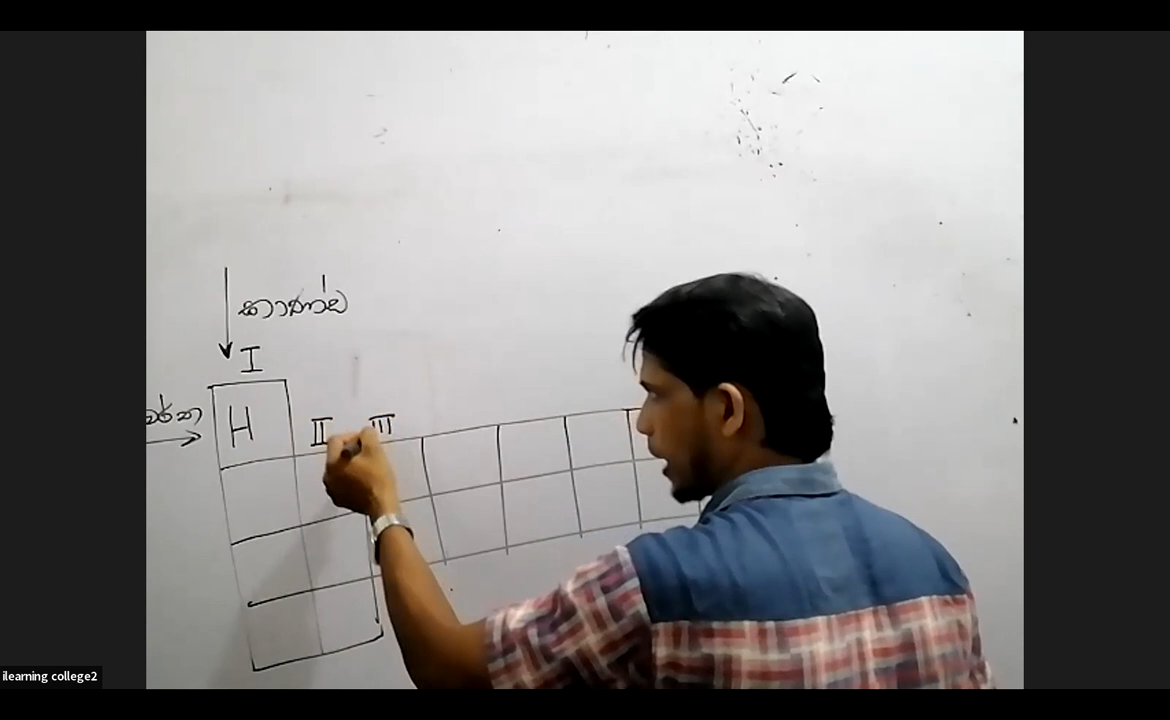 කාණ්ඩ
I
H
II III
ilearning college2